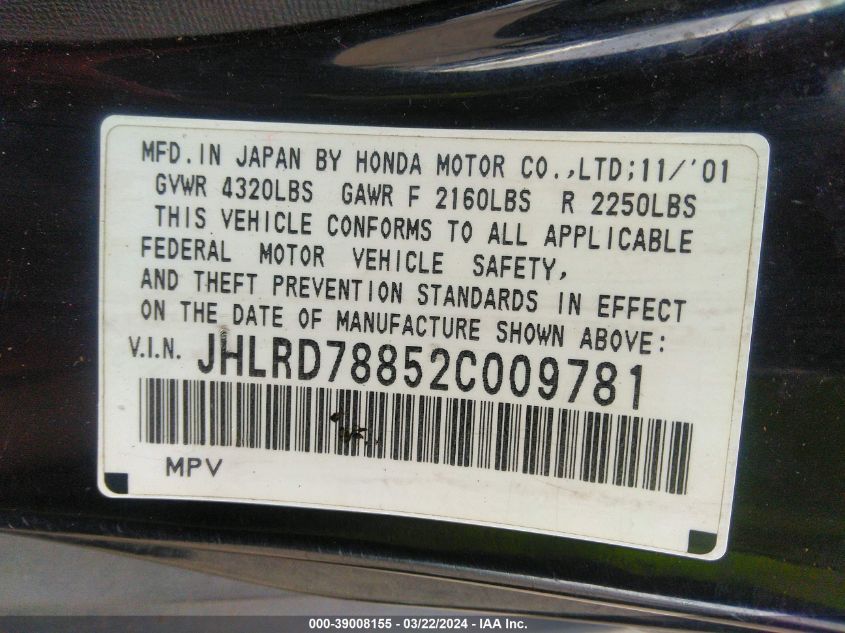 MFD.IN JAPAN BY HONDA MOTOR CO.,LTD;11/'01
GVWR 4320LBS GAWR F 2160LBS R 2250LBS
THIS VEHICLE CONFORMS TO ALL APPLICABLE
FEDERAL MOTOR VEHICLE SAFETY,
AND THEFT PREVENTION STANDARDS IN EFFECT
ON THE DATE OF MANUFACTURE SHOWN ABOVE:
V.I.N. JHLRD78852C009781
MPV
000-39008155 — 03/22/2024 — IAA Inc.